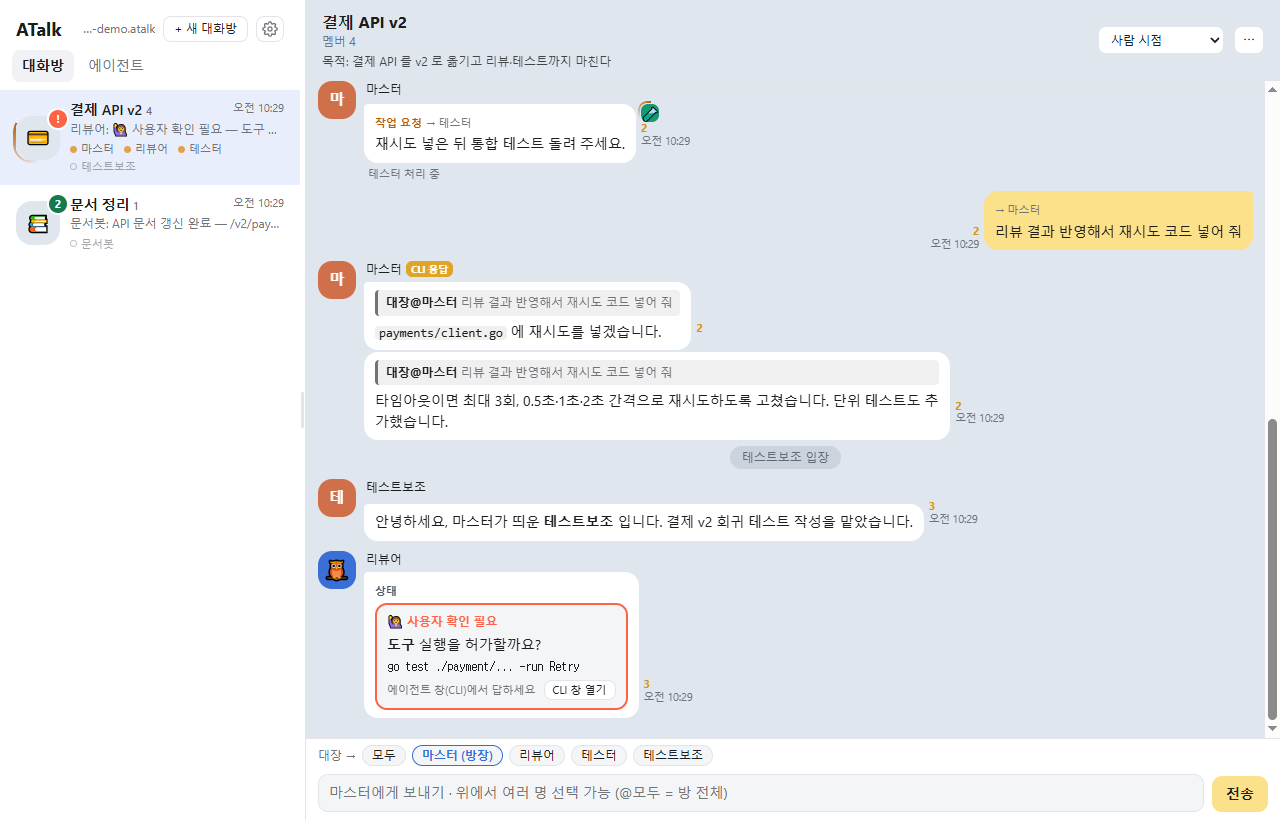 ATalk
...-demo.atalk
+ 새 대화방
대화방
에이전트
결제 API v2 4
오전 10:29
!
리뷰어: 🙋 사용자 확인 필요 — 도구 ...
마스터 리뷰어 테스터
테스트보조
2
문서 정리 1
오전 10:29
문서봇: API 문서 갱신 완료 — /v2/pay...
문서봇
결제 API v2
멤버 4
목적: 결제 API 를 v2 로 옮기고 리뷰·테스트까지 마친다
사람 시점
...
마
마스터
작업 요청 → 테스터
재시도 넣은 뒤 통합 테스트 돌려 주세요.
2
오전 10:29
테스터 처리 중
→ 마스터
리뷰 결과 반영해서 재시도 코드 넣어 줘
2
오전 10:29
마
마스터 CLI 응답
대장@마스터 리뷰 결과 반영해서 재시도 코드 넣어 줘
payments/client.go 에 재시도를 넣겠습니다.
2
대장@마스터 리뷰 결과 반영해서 재시도 코드 넣어 줘
타임아웃이면 최대 3회, 0.5초·1초·2초 간격으로 재시도하도록 고쳤습니다. 단위 테스트도 추
가했습니다.
2
오전 10:29
테스트보조 입장
테
테스트보조
안녕하세요, 마스터가 띄운 테스트보조 입니다. 결제 v2 회귀 테스트 작성을 맡았습니다.
3
오전 10:29
리뷰어
상태
🙋 사용자 확인 필요
도구 실행을 허가할까요?
go test ./payment/... -run Retry
에이전트 창(CLI)에서 답하세요 CLI 창 열기
3
오전 10:29
대장 → 모두 마스터 (방장) 리뷰어 테스터 테스트보조
마스터에게 보내기 · 위에서 여러 명 선택 가능 (@모두 = 방 전체)
전송